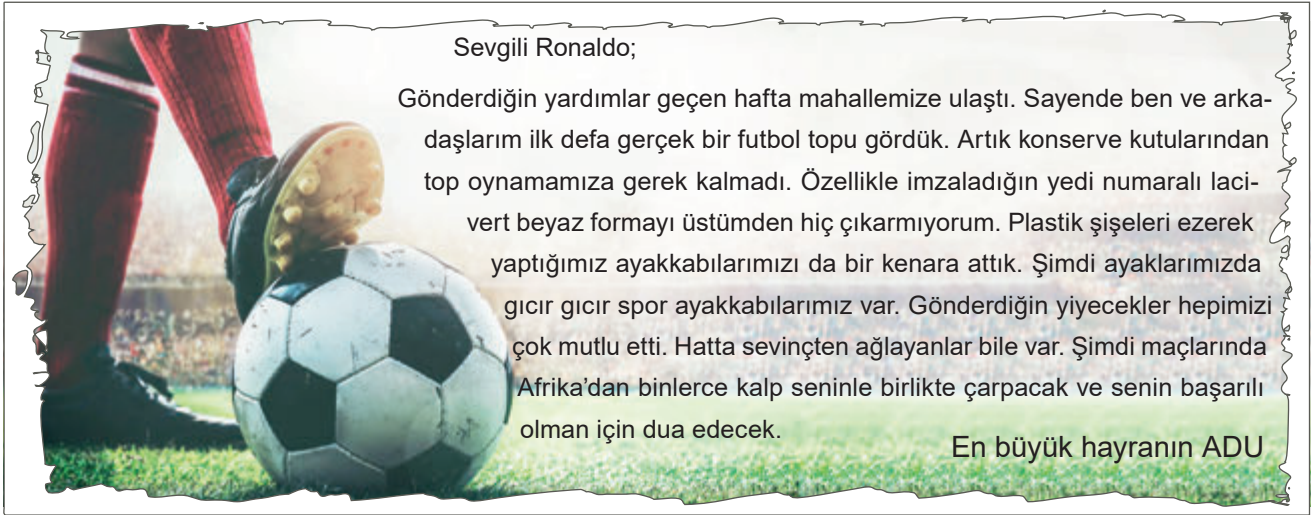 Sevgili Ronaldo;
Gönderdiğin yardımlar geçen hafta mahallemize ulaştı. Sayende ben ve arka-
daşlarım ilk defa gerçek bir futbol topu gördük. Artık konserve kutularından
top oynamamıza gerek kalmadı. Özellikle imzaladığın yedi numaralı laci-
vert beyaz formayı üstümden hiç çıkarmıyorum. Plastik şişeleri ezerek
yaptığımız ayakkabılarımızı da bir kenara attık. Şimdi ayaklarımızda
gıcır gıcır spor ayakkabılarımız var. Gönderdiğin yiyecekler hepimizi
çok mutlu etti. Hatta sevinçten ağlayanlar bile var. Şimdi maçlarında
Afrika’dan binlerce kalp seninle birlikte çarpacak ve senin başarılı
olman için dua edecek.
En büyük hayranın ADU